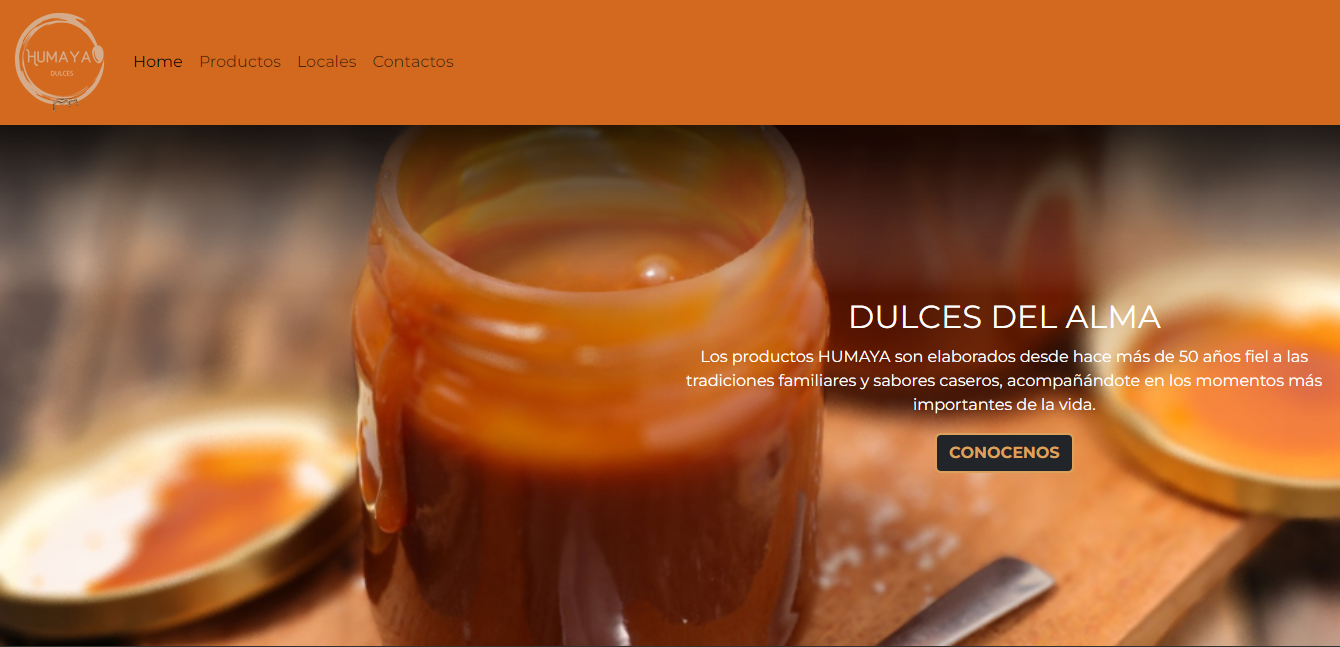 HUMAYA
DULCES
Home Productos Locales Contactos
DULCES DEL ALMA
Los productos HUMAYA son elaborados desde hace más de 50 años fiel a las
tradiciones familiares y sabores caseros, acompañándote en los momentos más
importantes de la vida.
CONOCENOS